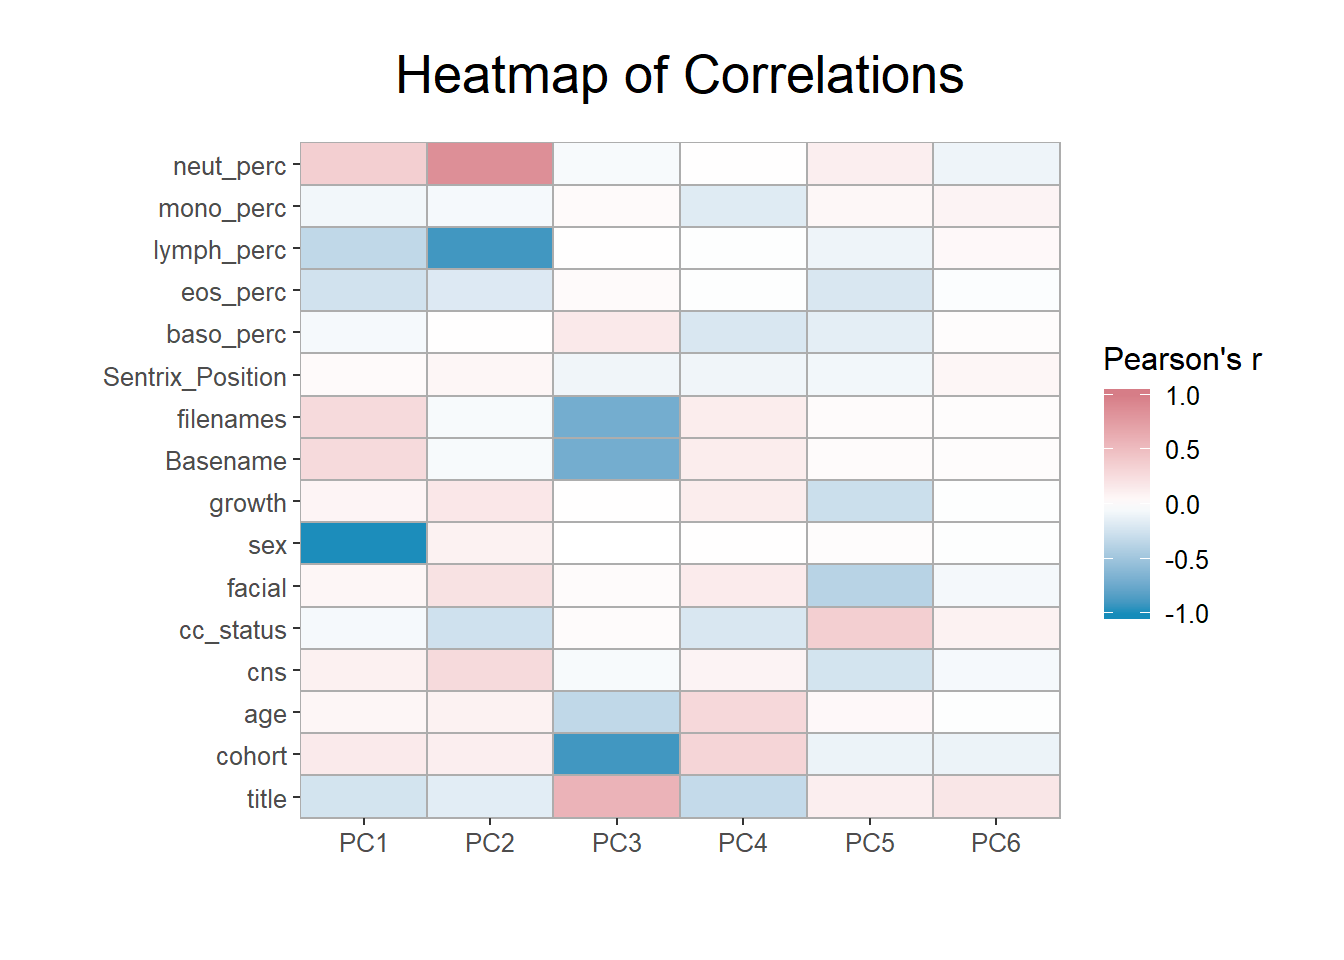 Heatmap of Correlations
neut_perc
mono_perc
lymph_perc
eos_perc
baso_perc
Sentrix_Position
filenames
Basename
growth
sex
facial
cc_status
cns
age
cohort
title
PC1 PC2 PC3 PC4 PC5 PC6
Pearson's r
1.0
0.5
0.0
-0.5
-1.0